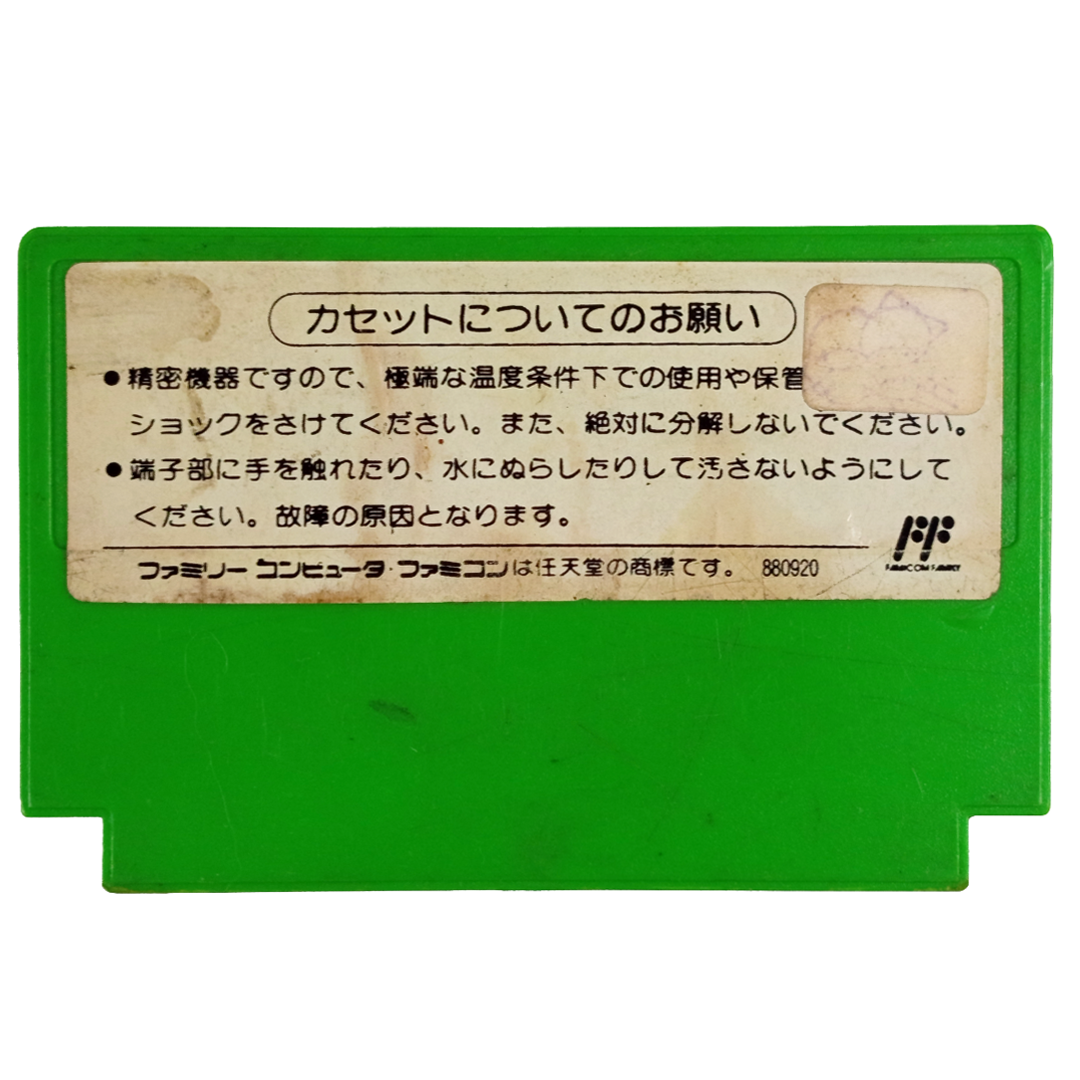 カセットについてのお願い
●精密機器ですので、極端な温度条件下での使用や保管
ショックをさけてください。また、絶対に分解しないでください。
●端子部に手を触れたり、水にぬらしたりして汚さないようにして
ください。故障の原因となります。
ファミリーコンピュータ・ファミコンは任天堂の商標です。 880920
FAMICOM FAMILY